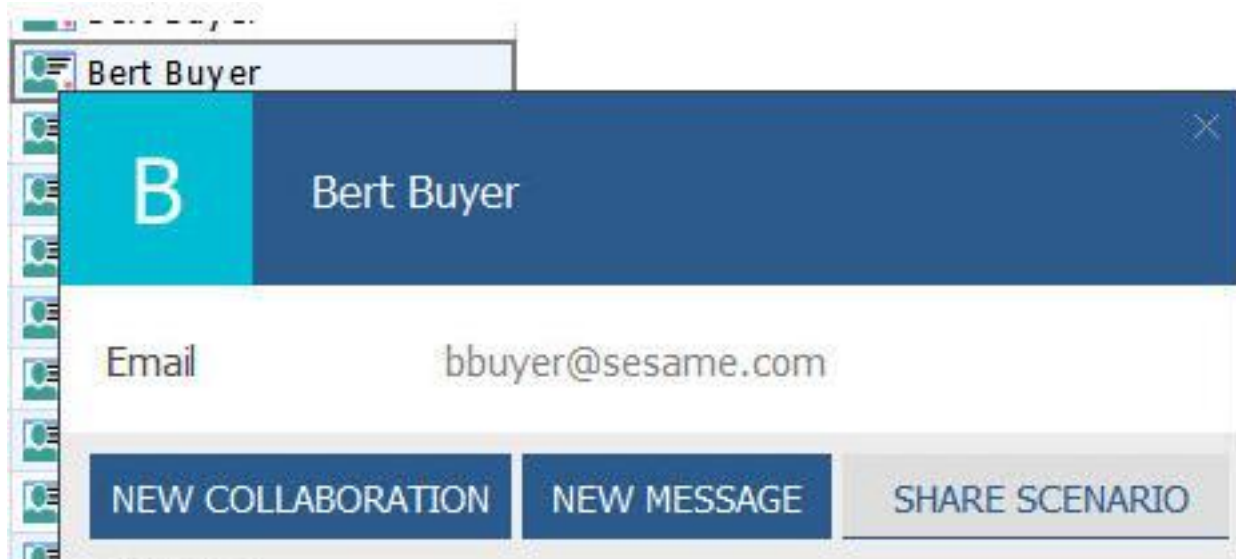 Bert Buyer
B
Bert Buyer
Email bbuyer@sesame.com
NEW COLLABORATION NEW MESSAGE SHARE SCENARIO